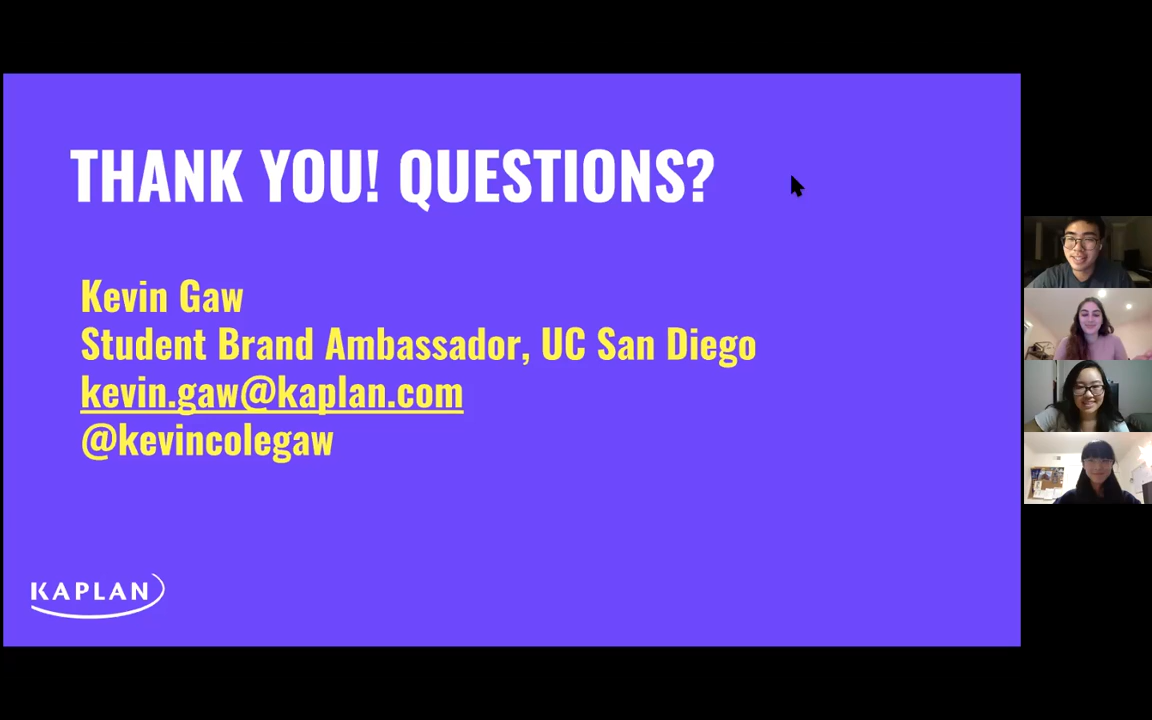 THANK YOU! QUESTIONS?
Kevin Gaw
Student Brand Ambassador, UC San Diego
kevin.gaw@kaplan.com
@kevincolegaw
KAPLAN